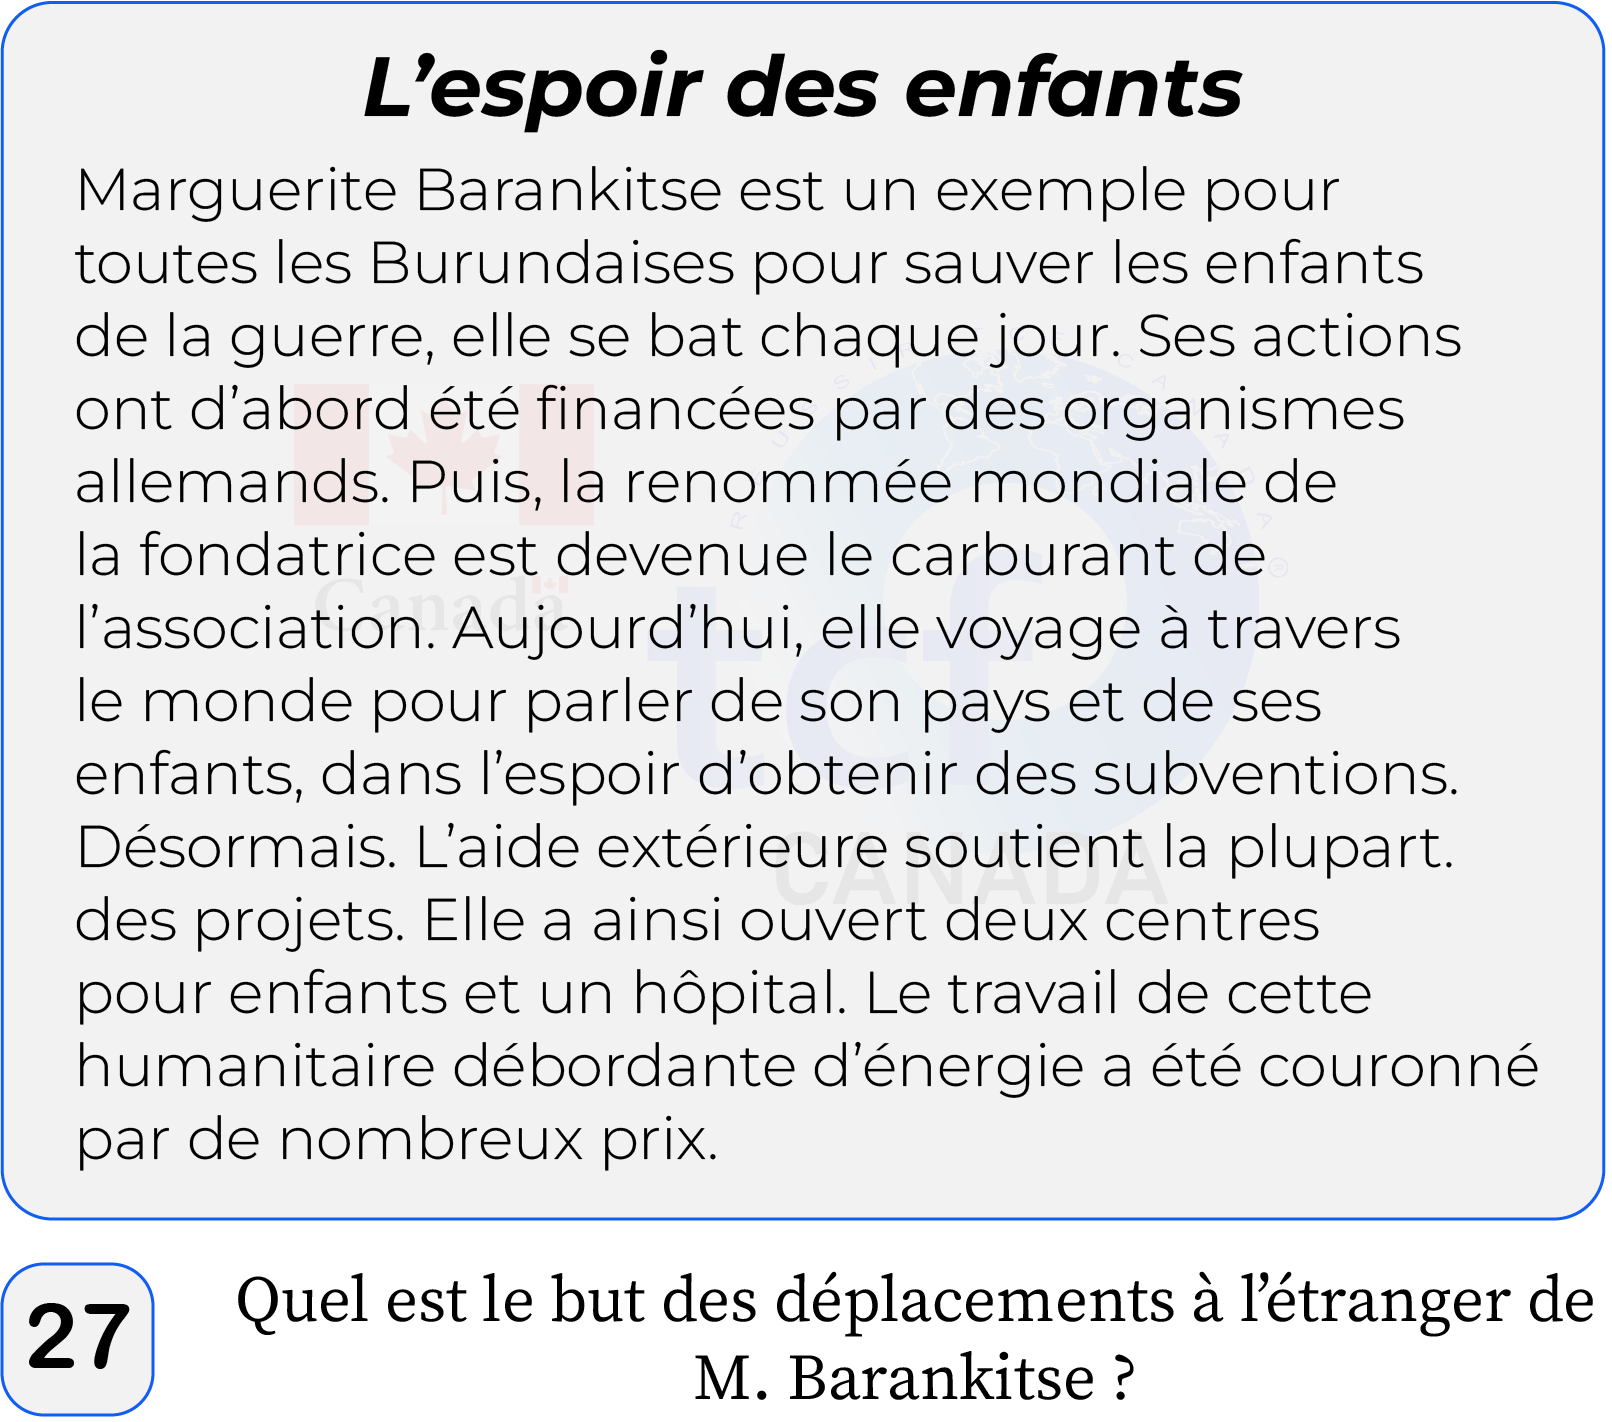 L’espoir des enfants
Marguerite Barankitse est un exemple pour
toutes les Burundaises pour sauver les enfants
de la guerre, elle se bat chaque jour. Ses actions
ont d’abord été financées par des organismes
allemands. Puis, la renommée mondiale de
la fondatrice est devenue le carburant de
l’association. Aujourd’hui, elle voyage à travers
le monde pour parler de son pays et de ses
enfants, dans l’espoir d’obtenir des subventions.
Désormais. L’aide extérieure soutient la plupart.
des projets. Elle a ainsi ouvert deux centres
pour enfants et un hôpital. Le travail de cette
humanitaire débordante d’énergie a été couronné
par de nombreux prix.
Canada
tcf
CANADA
27
Quel est le but des déplacements à l’étranger de
M. Barankitse ?